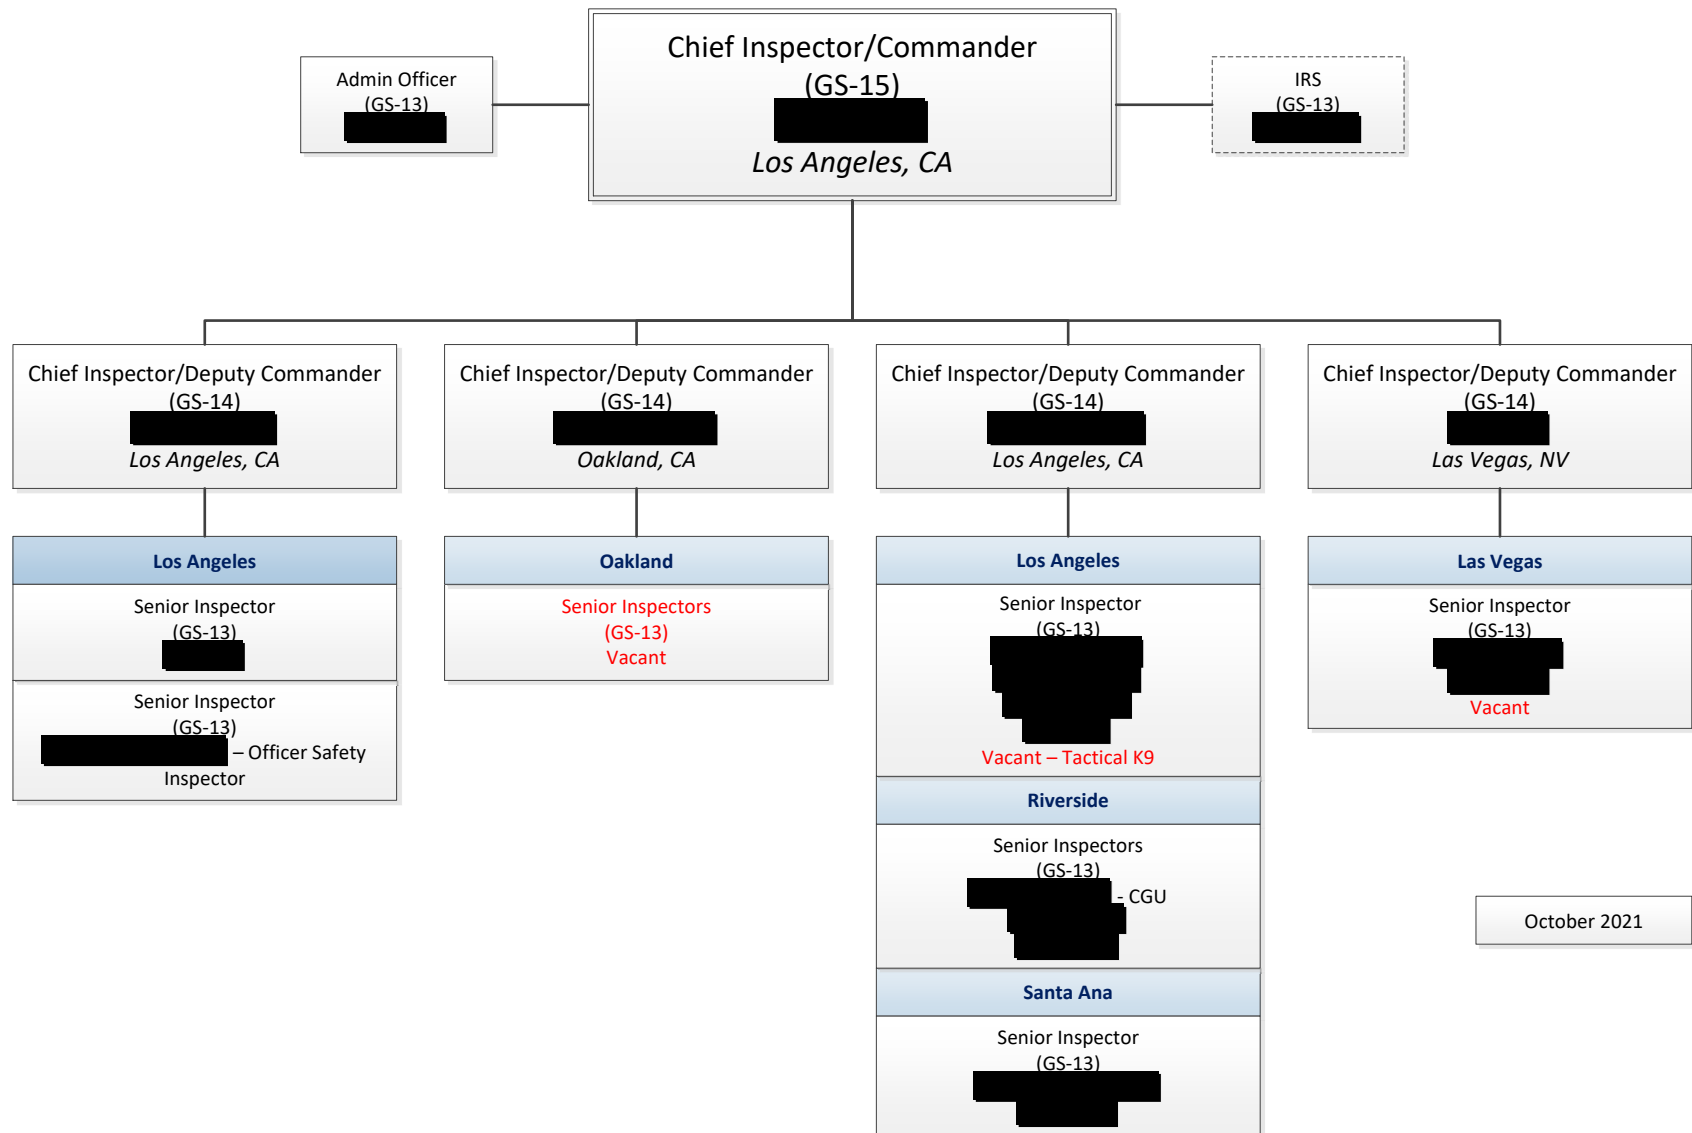 Chief Inspector/Commander
(GS-15)
Los Angeles, CA
Admin Officer
(GS-13)
IRS
(GS-13)
Chief Inspector/Deputy Commander
(GS-14)
Los Angeles, CA
Chief Inspector/Deputy Commander
(GS-14)
Oakland, CA
Chief Inspector/Deputy Commander
(GS-14)
Los Angeles, CA
Chief Inspector/Deputy Commander
(GS-14)
Las Vegas, NV
Los Angeles
Senior Inspector
(GS-13)
Senior Inspector
(GS-13)
– Officer Safety
Inspector
Oakland
Senior Inspectors
(GS-13)
Vacant
Los Angeles
Senior Inspector
(GS-13)
Vacant – Tactical K9
Riverside
Senior Inspectors
(GS-13)
- CGU
Santa Ana
Senior Inspector
(GS-13)
Las Vegas
Senior Inspector
(GS-13)
Vacant
October 2021